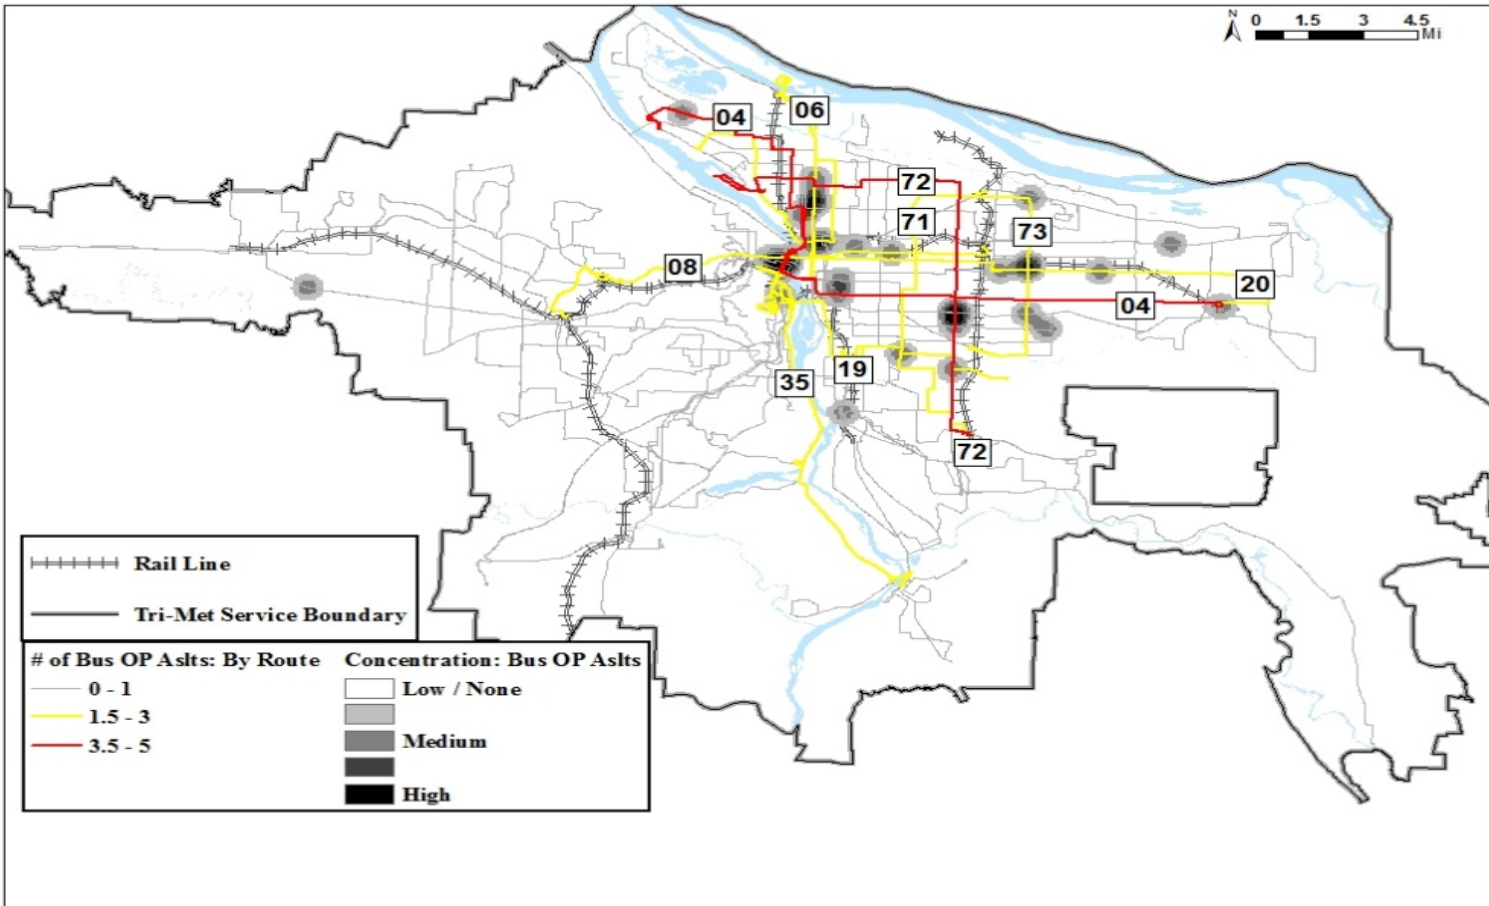 N
0 1.5 3 4.5
Mi
04
06
72
71
73
08
20
04
19
35
72
Rail Line
Tri-Met Service Boundary
# of Bus OP Aslts: By Route
0 - 1
1.5 - 3
3.5 - 5
Concentration: Bus OP Aslts
Low / None
Medium
High